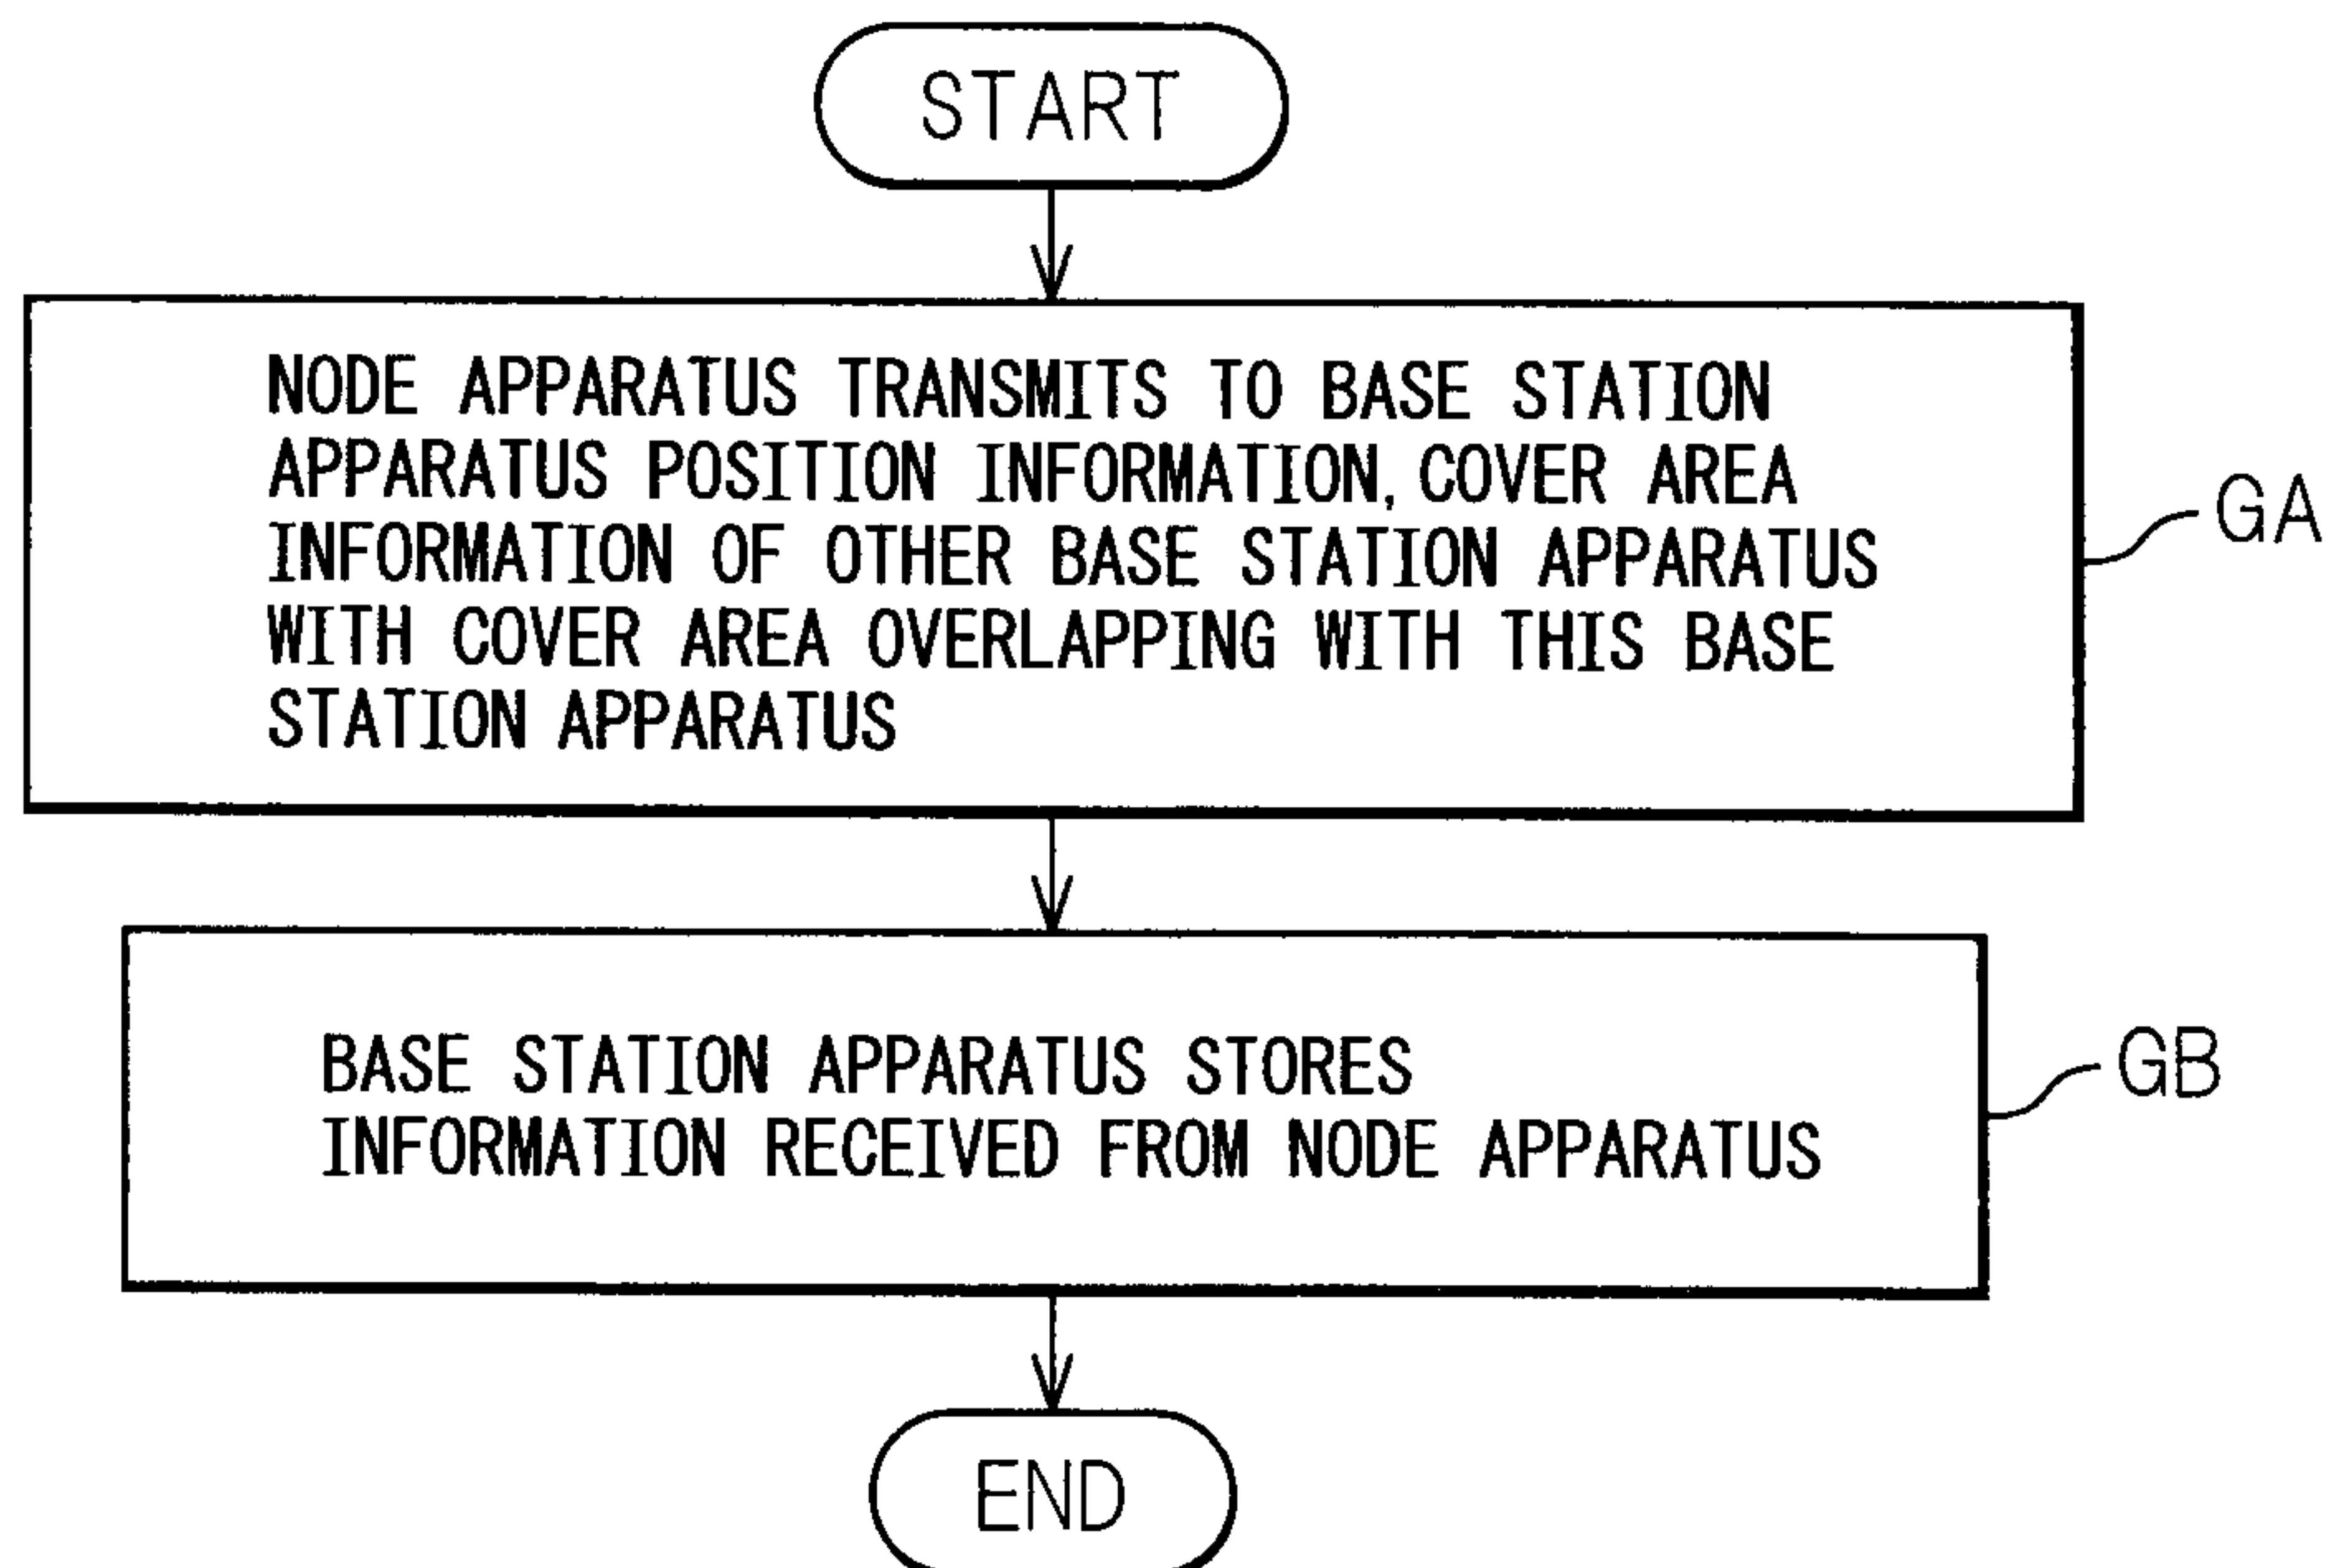 START
NODE APPARATUS TRANSMITS TO BASE STATION
APPARATUS POSITION INFORMATION, COVER AREA
INFORMATION OF OTHER BASE STATION APPARATUS
WITH COVER AREA OVERLAPPING WITH THIS BASE
STATION APPARATUS
GA
BASE STATION APPARATUS STORES
INFORMATION RECEIVED FROM NODE APPARATUS
GB
END